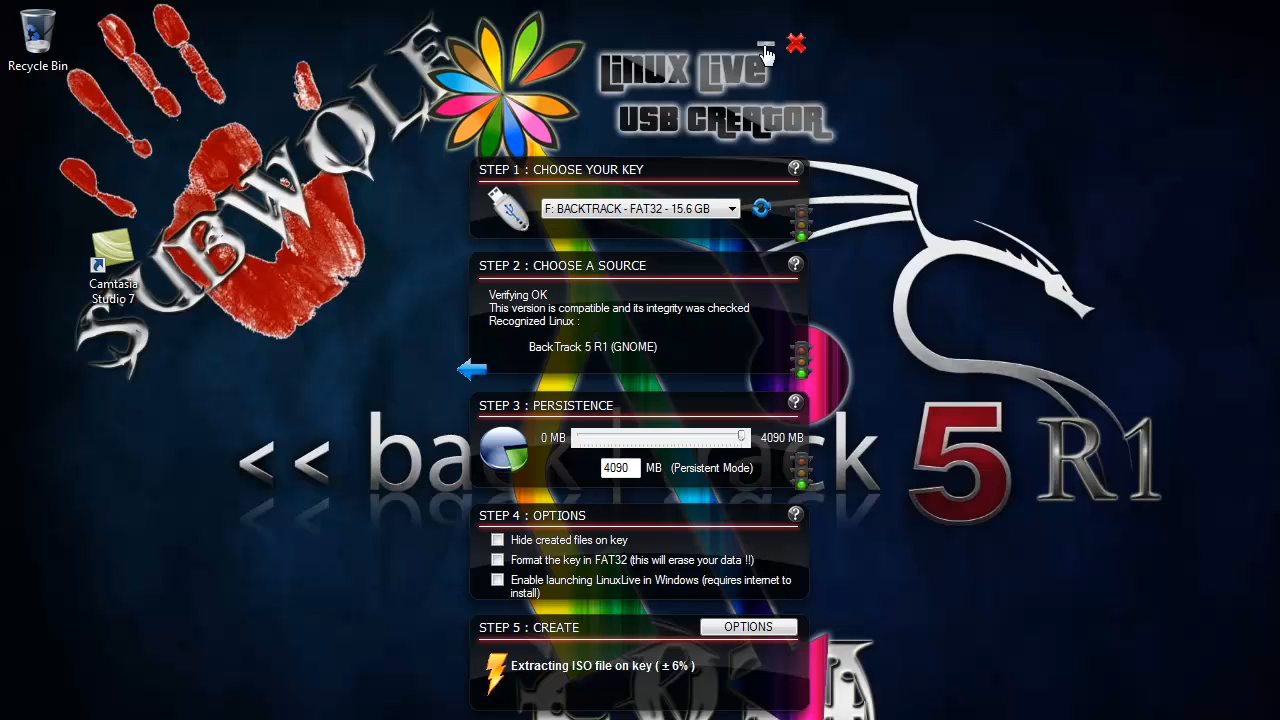 Recycle Bin
SUBWOLF
Camtasia
Studio 7
Linux Live
USB CREATOR
STEP 1 : CHOOSE YOUR KEY
?
F: BACKTRACK - FAT32 - 15.6 GB
STEP 2 : CHOOSE A SOURCE
?
Verifying OK
This version is compatible and its integrity was checked
Recognized Linux :
BackTrack 5 R1 (GNOME)
STEP 3 : PERSISTENCE
?
0 MB
4090 MB
4090 MB (Persistent Mode)
<< back | track 5 R1
STEP 4 : OPTIONS
?
Hide created files on key
Format the key in FAT32 (this will erase your data !!)
Enable launching LinuxLive in Windows (requires internet to
install)
STEP 5 : CREATE
OPTIONS
Extracting ISO file on key ( ± 6% )